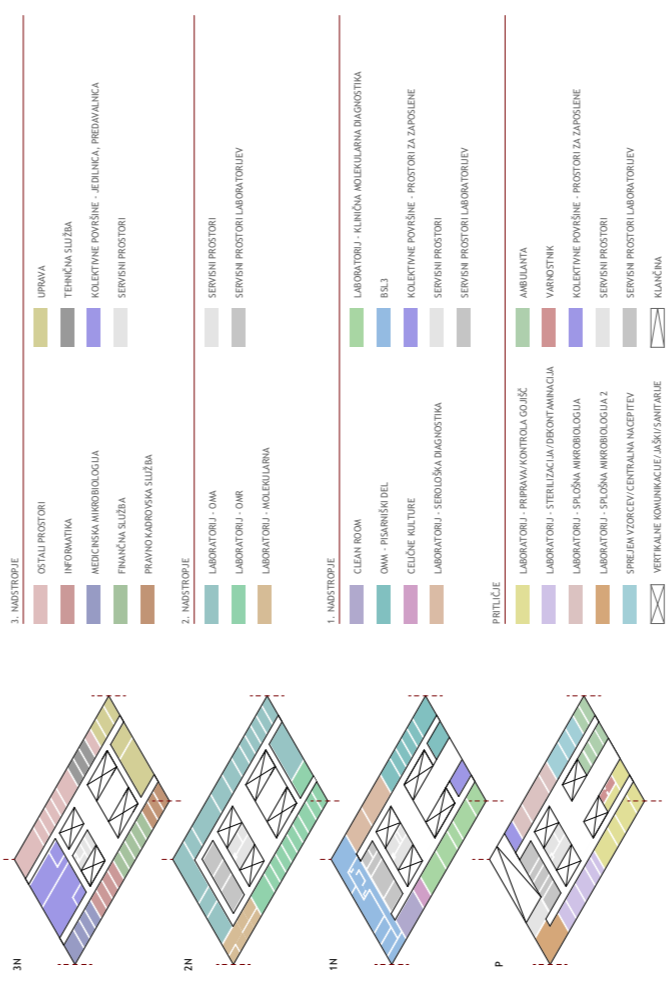 3N
3. NADSTROPJE
OSTALI PROSTORI
INFORMATIKA
MEDICINSKA MIKROBIOLOGIJA
FINANČNA SLUŽBA
PRAVNO KADROVSKA SLUŽBA
UPRAVA
TEHNIČNA SLUŽBA
KOLEKTIVNE POVRŠINE - JEDILNICA, PREDAVALNICA
SERVISNI PROSTORI
2N
2. NADSTROPJE
LABORATORIJ - OMA
LABORATORIJ - OMR
LABORATORIJ - MOLEKULARNA
SERVISNI PROSTORI
SERVISNI PROSTORI LABORATORIJEV
1N
1. NADSTROPJE
CLEAN ROOM
OMM - PISARNIŠKI DEL
CELIČNE KULTURE
LABORATORIJ - SEROLOŠKA DIAGNOSTIKA
LABORATORIJ - KLINIČNA MOLEKULARNA DIAGNOSTIKA
BSL3
KOLEKTIVNE POVRŠINE - PROSTORI ZA ZAPOSLENE
SERVISNI PROSTORI
SERVISNI PROSTORI LABORATORIJEV
P
PRITLIČJE
LABORATORIJ - PRIPRAVA/KONTROLA GOJIŠČ
LABORATORIJ - STERILIZACIJA/DEKONTAMINACIJA
LABORATORIJ - SPLOŠNA MIKROBIOLOGIJA
LABORATORIJ - SPLOŠNA MIKROBIOLOGIJA 2
SPREJEM VZORCEV/CENTRALNA NACEPITEV
VERTIKALNE KOMUNIKACIJE/JAŠKI/SANITARIJE
AMBULANTA
VARNOSTNIK
KOLEKTIVNE POVRŠINE - PROSTORI ZA ZAPOSLENE
SERVISNI PROSTORI
SERVISNI PROSTORI LABORATORIJEV
KLANČINA